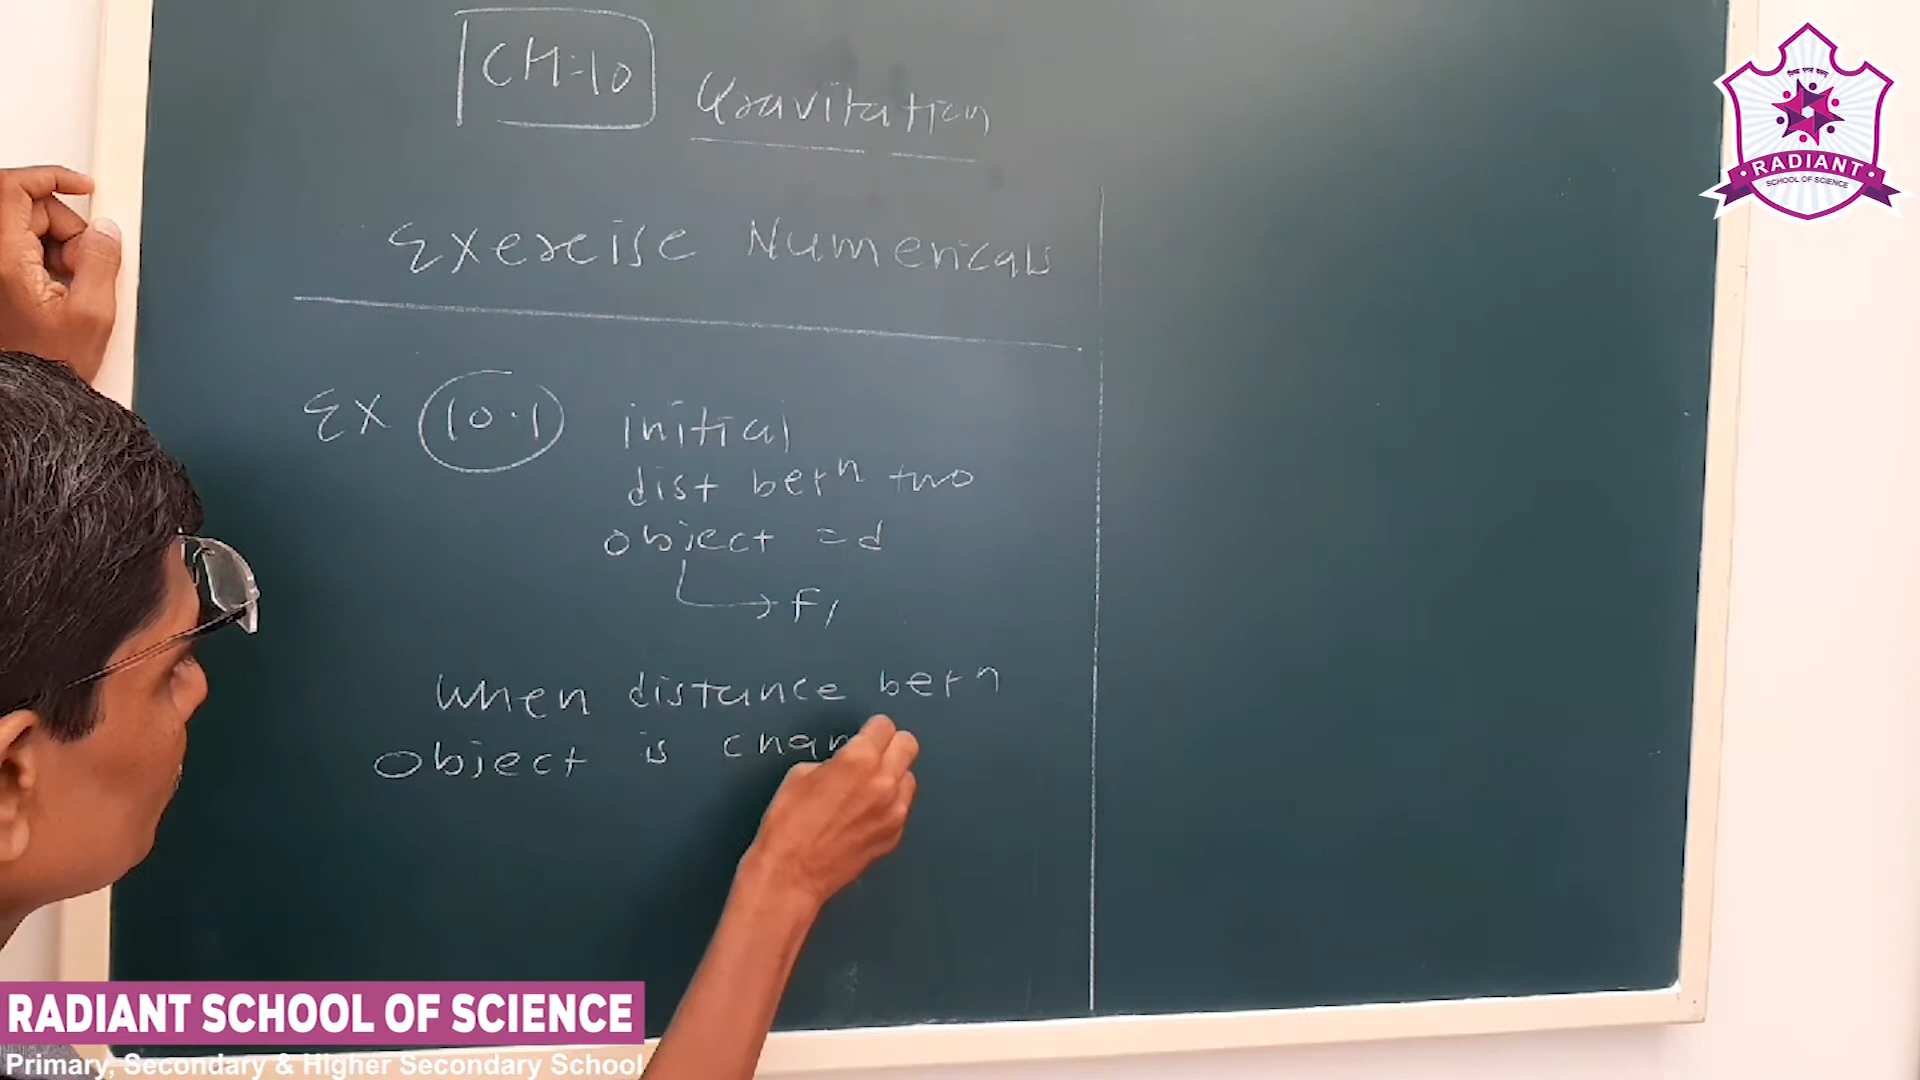 CH:10 Gravitation
Exercise Numericals
Ex 10.1 initial
dist betn two
object = d
F1
When distance betn
object is chan
RADIANT
SCHOOL OF SCIENCE
RADIANT SCHOOL OF SCIENCE
Primary, Secondary & Higher Secondary School